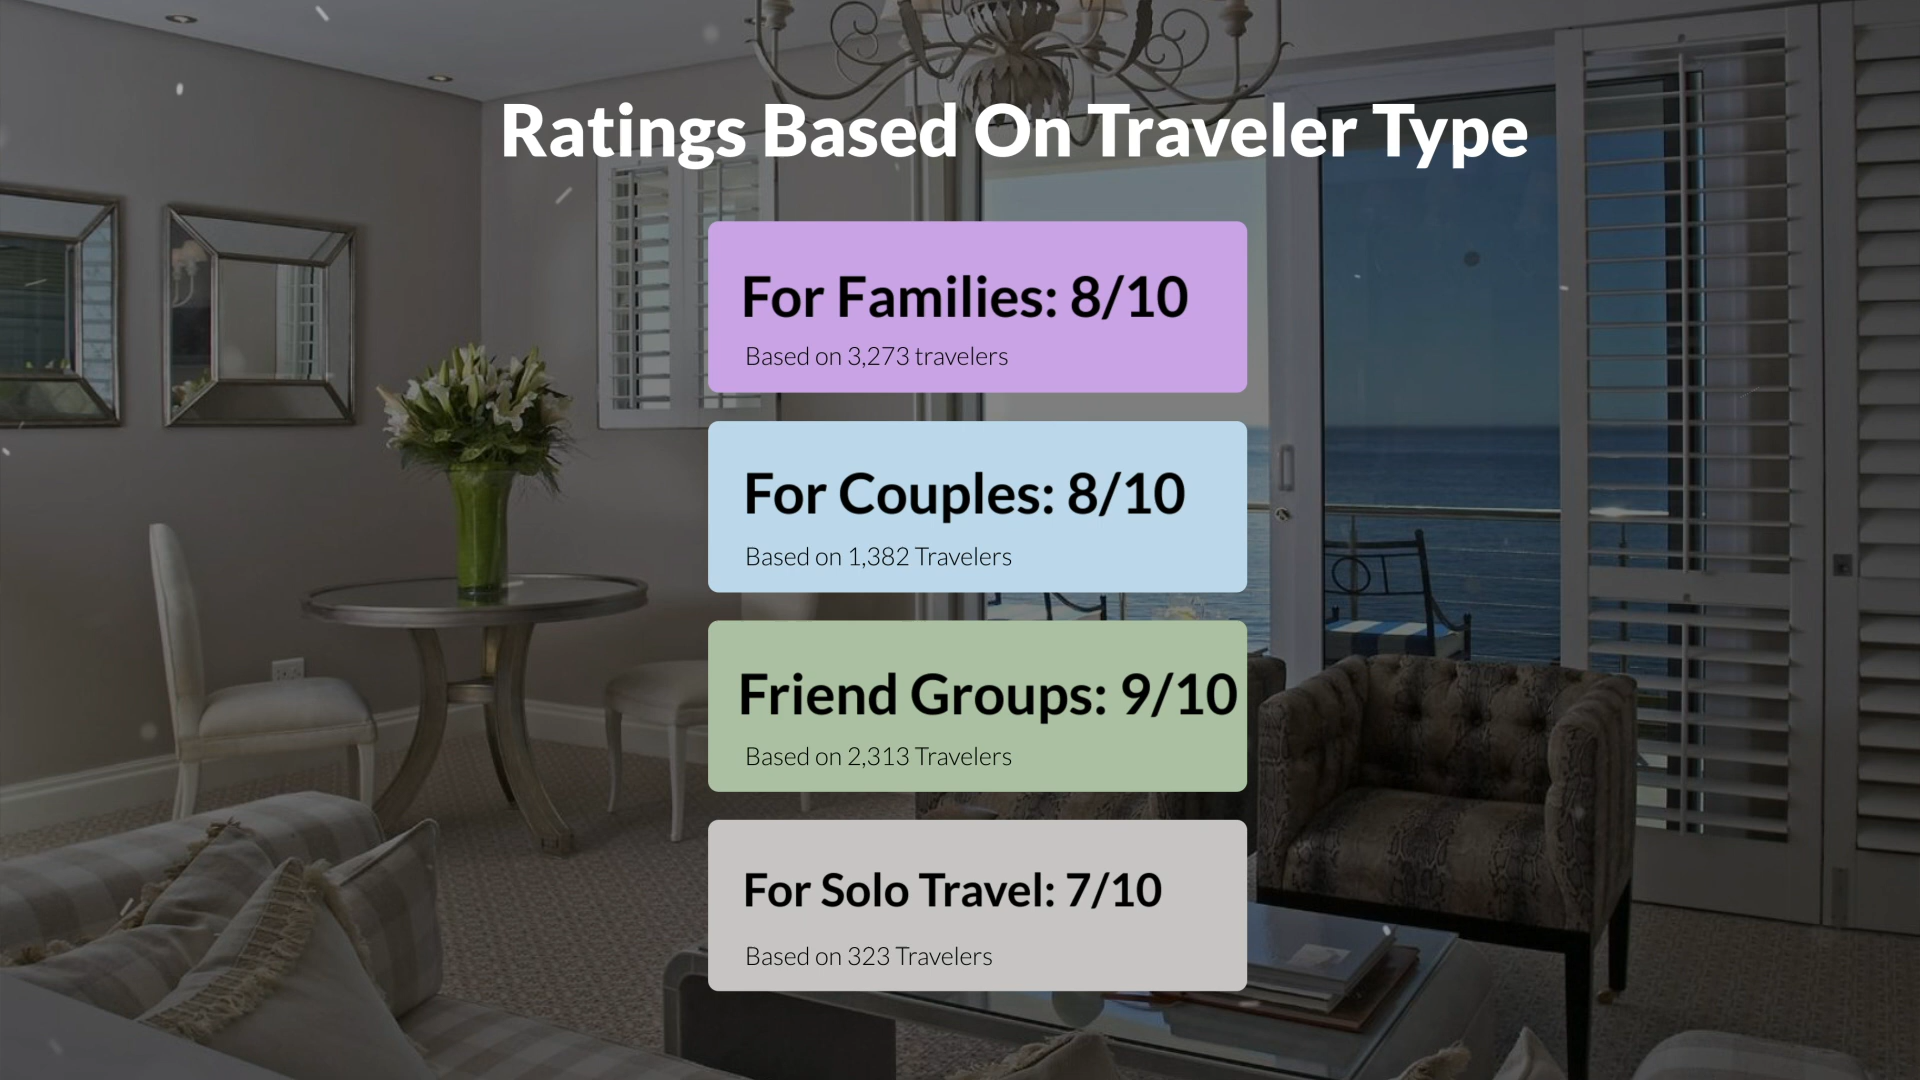 Ratings Based On Traveler Type
For Families: 8/10
Based on 3,273 travelers
For Couples: 8/10
Based on 1,382 Travelers
Friend Groups: 9/10
Based on 2,313 Travelers
For Solo Travel: 7/10
Based on 323 Travelers